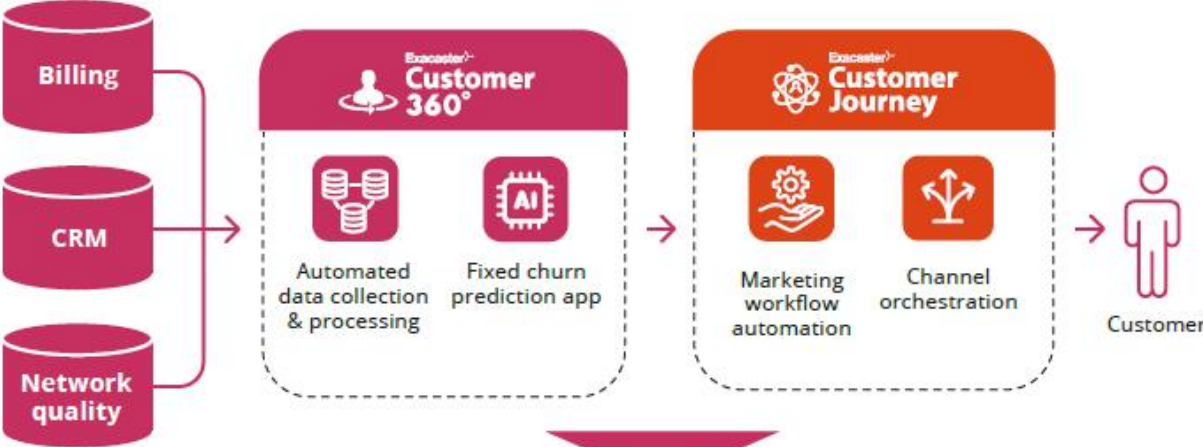 Billing
CRM
Network
quality
Exacaster
Customer
360°
Automated
data collection
& processing
AI
Fixed churn
prediction app
Exacaster
A
Customer
Journey
Marketing
workflow
automation
Channel
orchestration
Customer